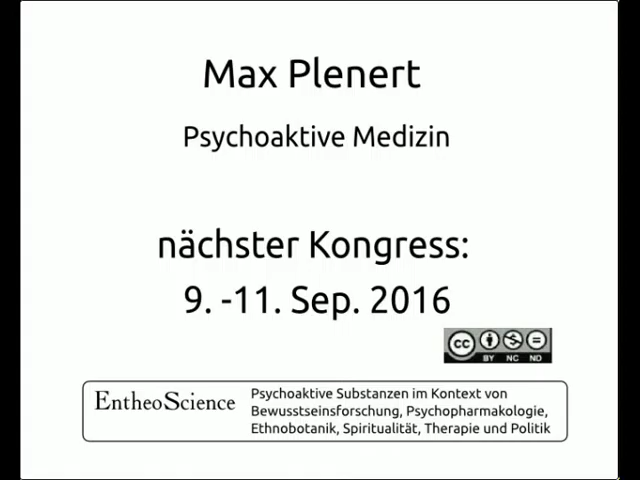 Max Plenert
Psychoaktive Medizin
nächster Kongress:
9. -11. Sep. 2016
cc
BY NC ND
EntheoScience
Psychoaktive Substanzen im Kontext von
Bewusstseinsforschung, Psychopharmakologie,
Ethnobotanik, Spiritualität, Therapie und Politik